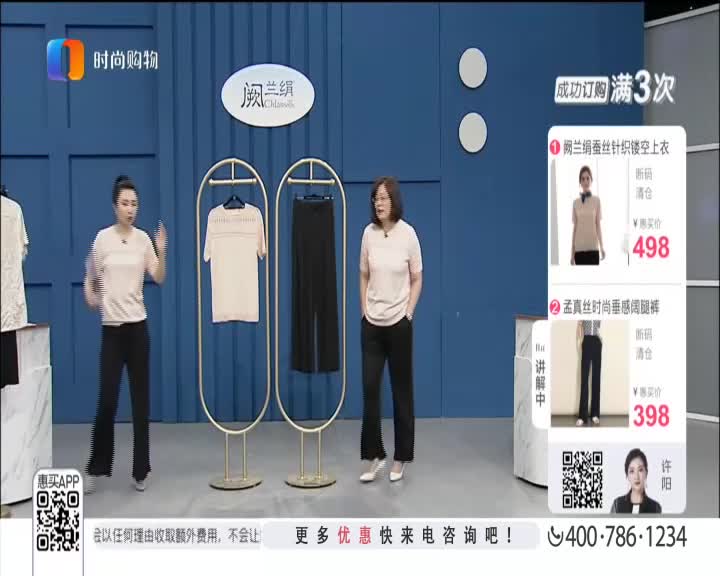 时尚购物
阙兰绢
成功订购 满3次
1 阙兰绢蚕丝针织镂空上衣
断码
清仓
¥惠买价
498
2 孟真丝时尚垂感阔腿裤
断码
清仓
¥惠买价
398
讲解中
许阳
惠买APP
会以任何理由收取额外费用，不会让
更多优惠快来电咨询吧！
400·786·1234